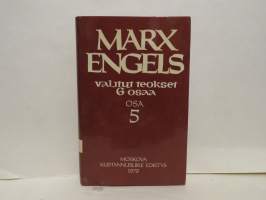 MARX
ENGELS
valitut teokset
6 osaa
OSA
5
MOSKOVA
KUSTANNUSLIIKE EDISTYS
1979